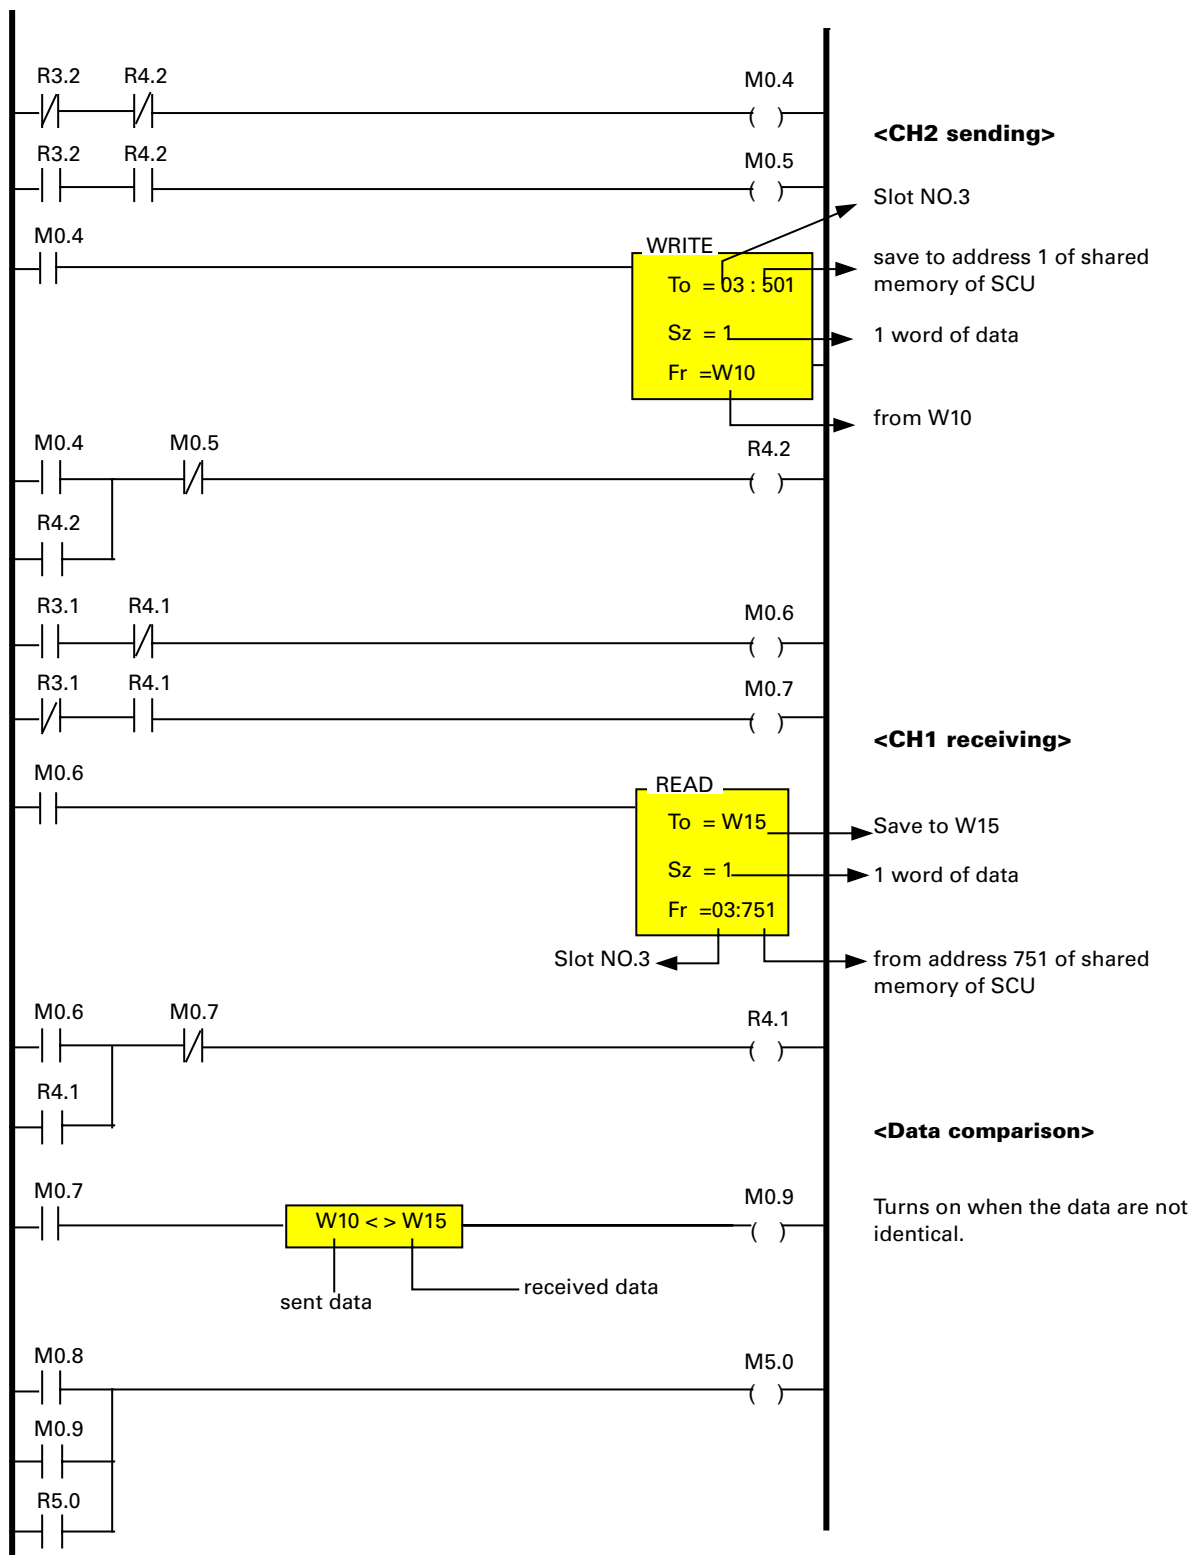 R3.2 R4.2 M0.4
<CH2 sending>
R3.2 R4.2 M0.5
Slot NO.3
M0.4
WRITE
To = 03 : 501
save to address 1 of shared
memory of SCU
Sz = 1
1 word of data
Fr =W10
from W10
M0.4 M0.5 R4.2
R4.2
R3.1 R4.1 M0.6
R3.1 R4.1 M0.7
<CH1 receiving>
M0.6
READ
To = W15
Save to W15
Sz = 1
1 word of data
Fr =03:751
Slot NO.3
from address 751 of shared
memory of SCU
M0.6 M0.7 R4.1
R4.1
<Data comparison>
M0.7 W10 < > W15 M0.9
Turns on when the data are not
identical.
sent data
received data
M0.8 M5.0
M0.9
R5.0